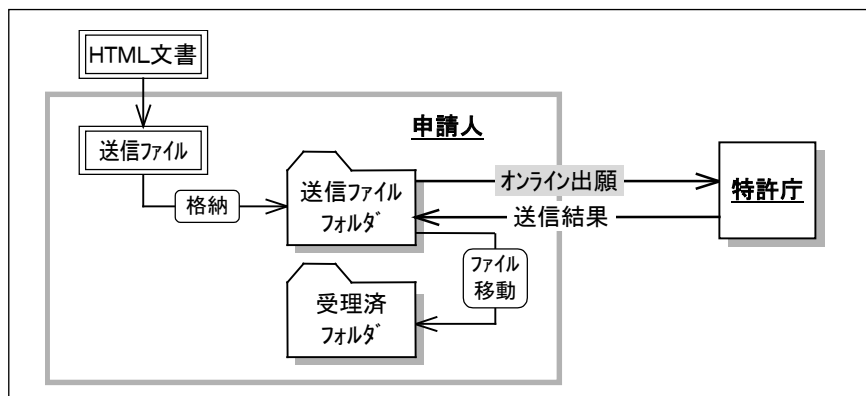 HTML文書
送信ファイル
格納
申請人
送信ファイル
フォルダ
オンライン出願
送信結果
特許庁
ファイル
移動
受理済
フォルダ